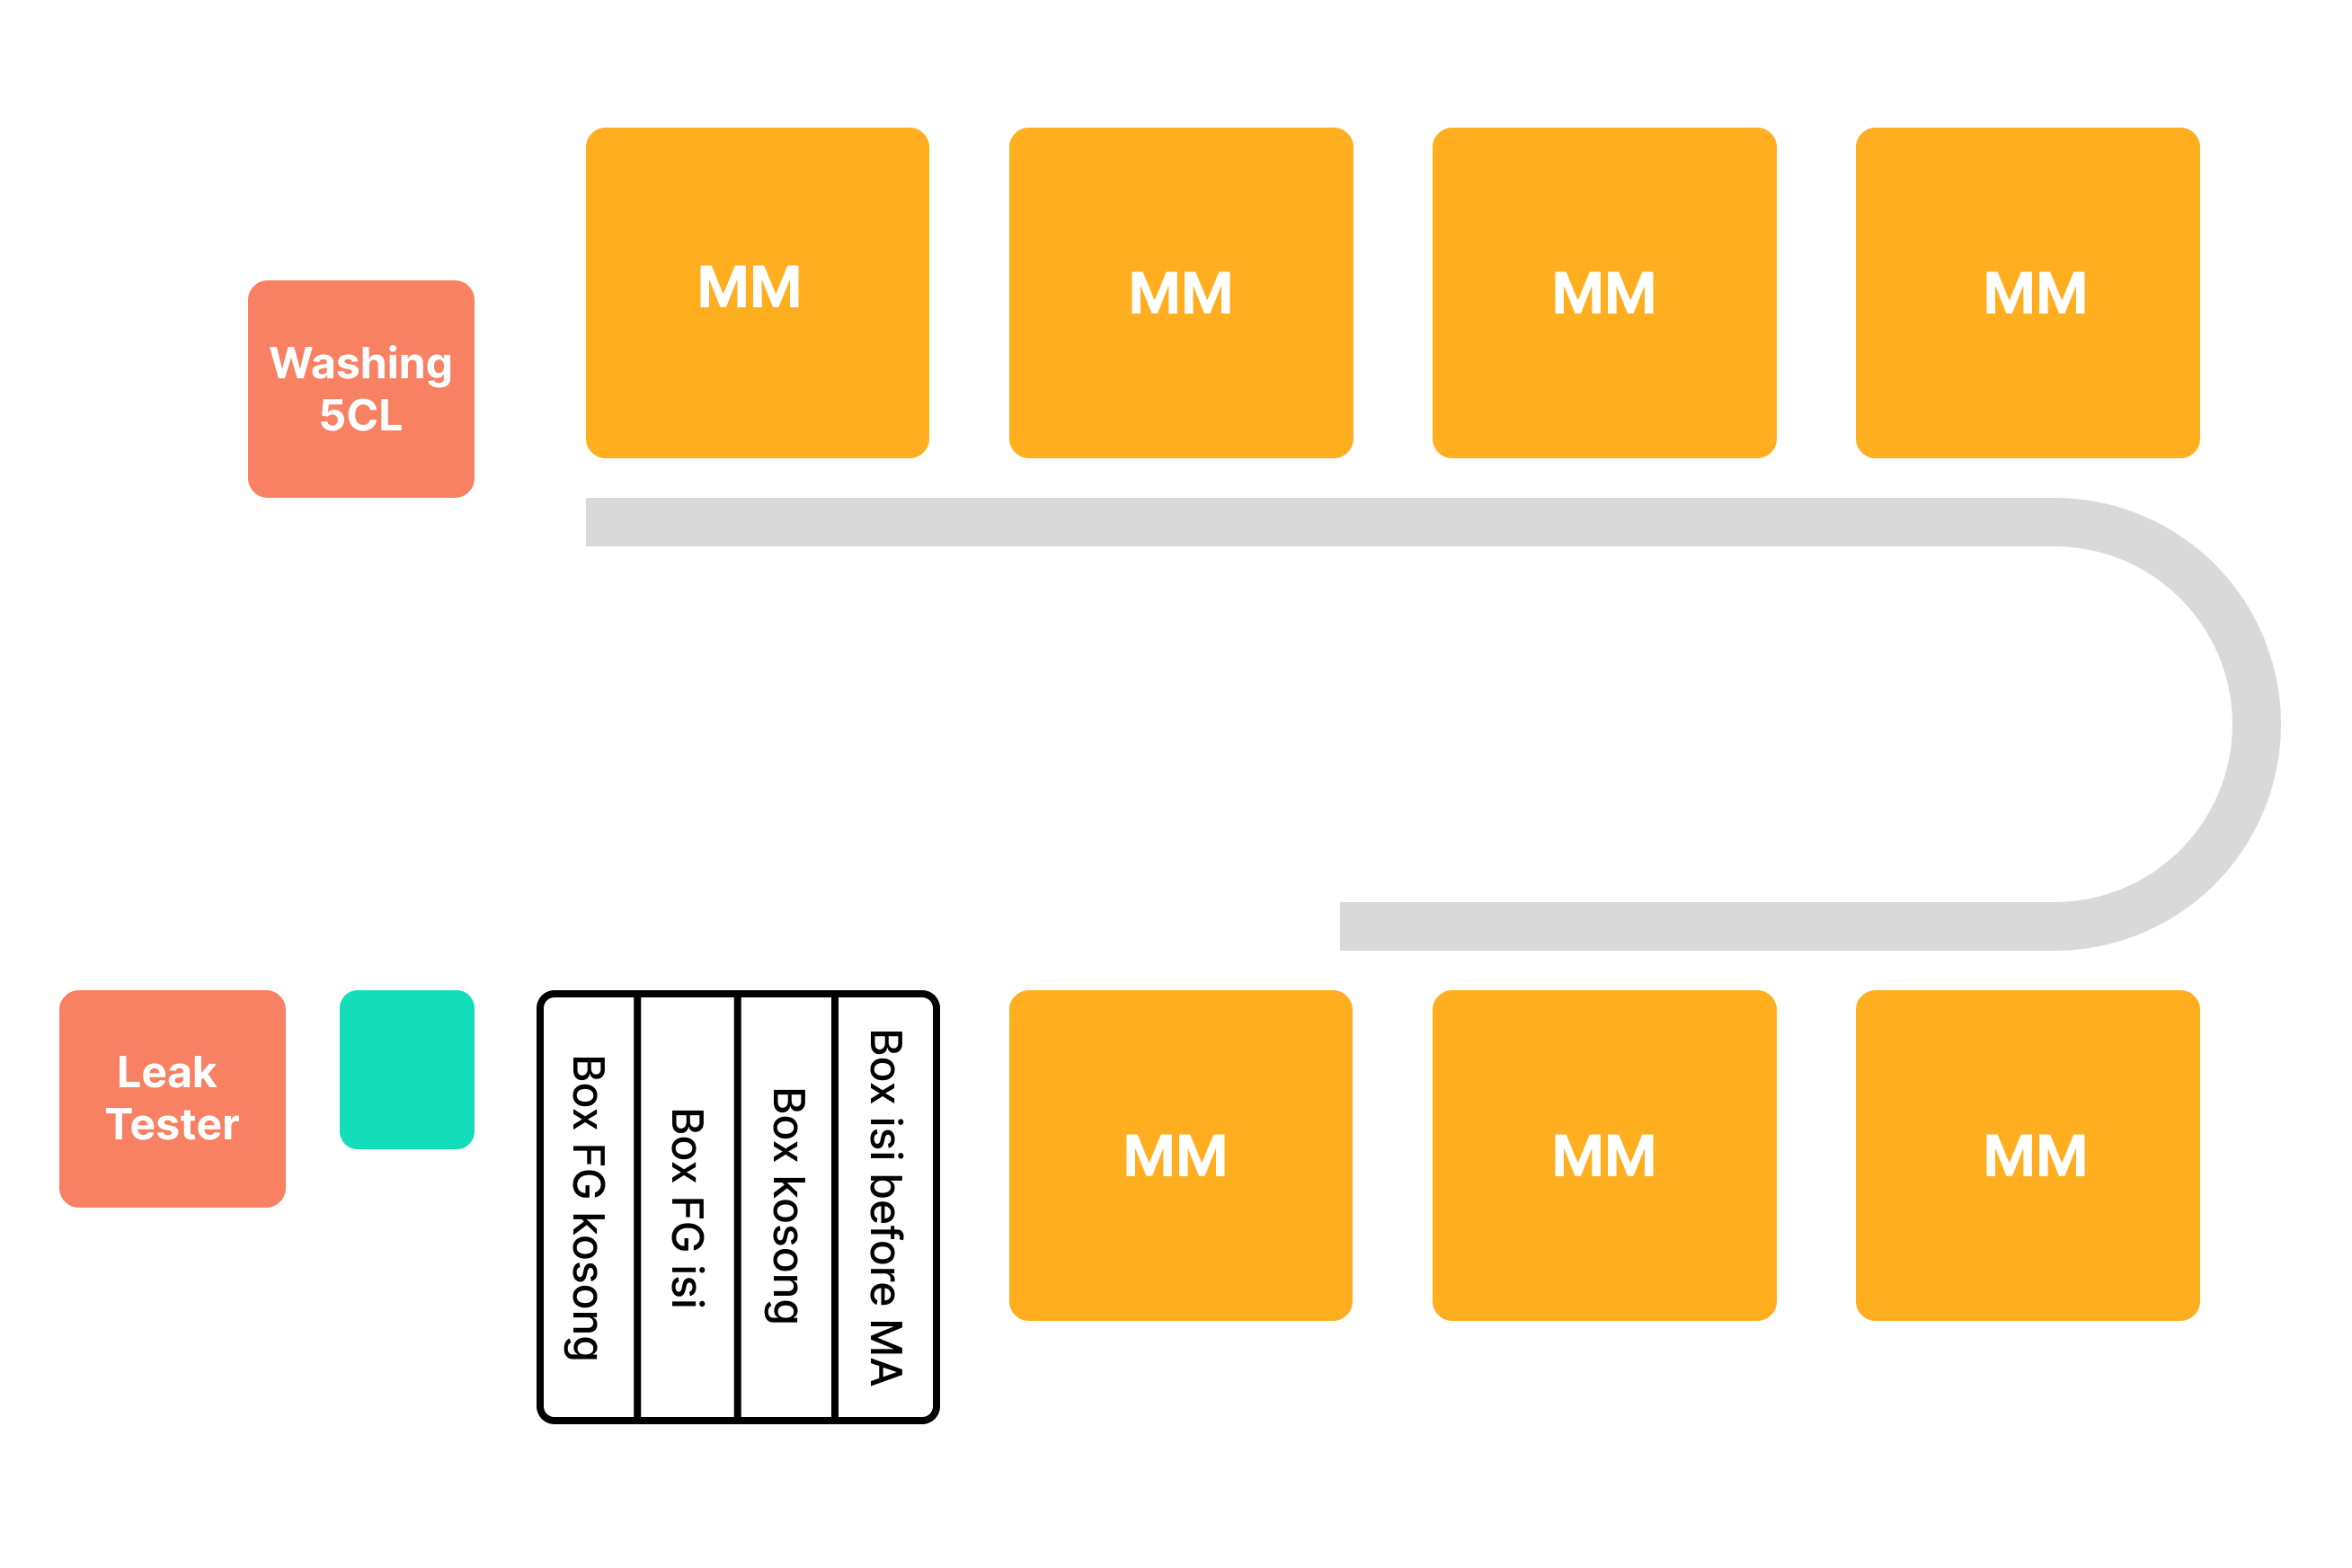 MM
MM
MM
MM
Washing
5CL
Leak
Tester
Box FG kosong
Box FG isi
Box kosong
Box isi before MA
MM
MM
MM